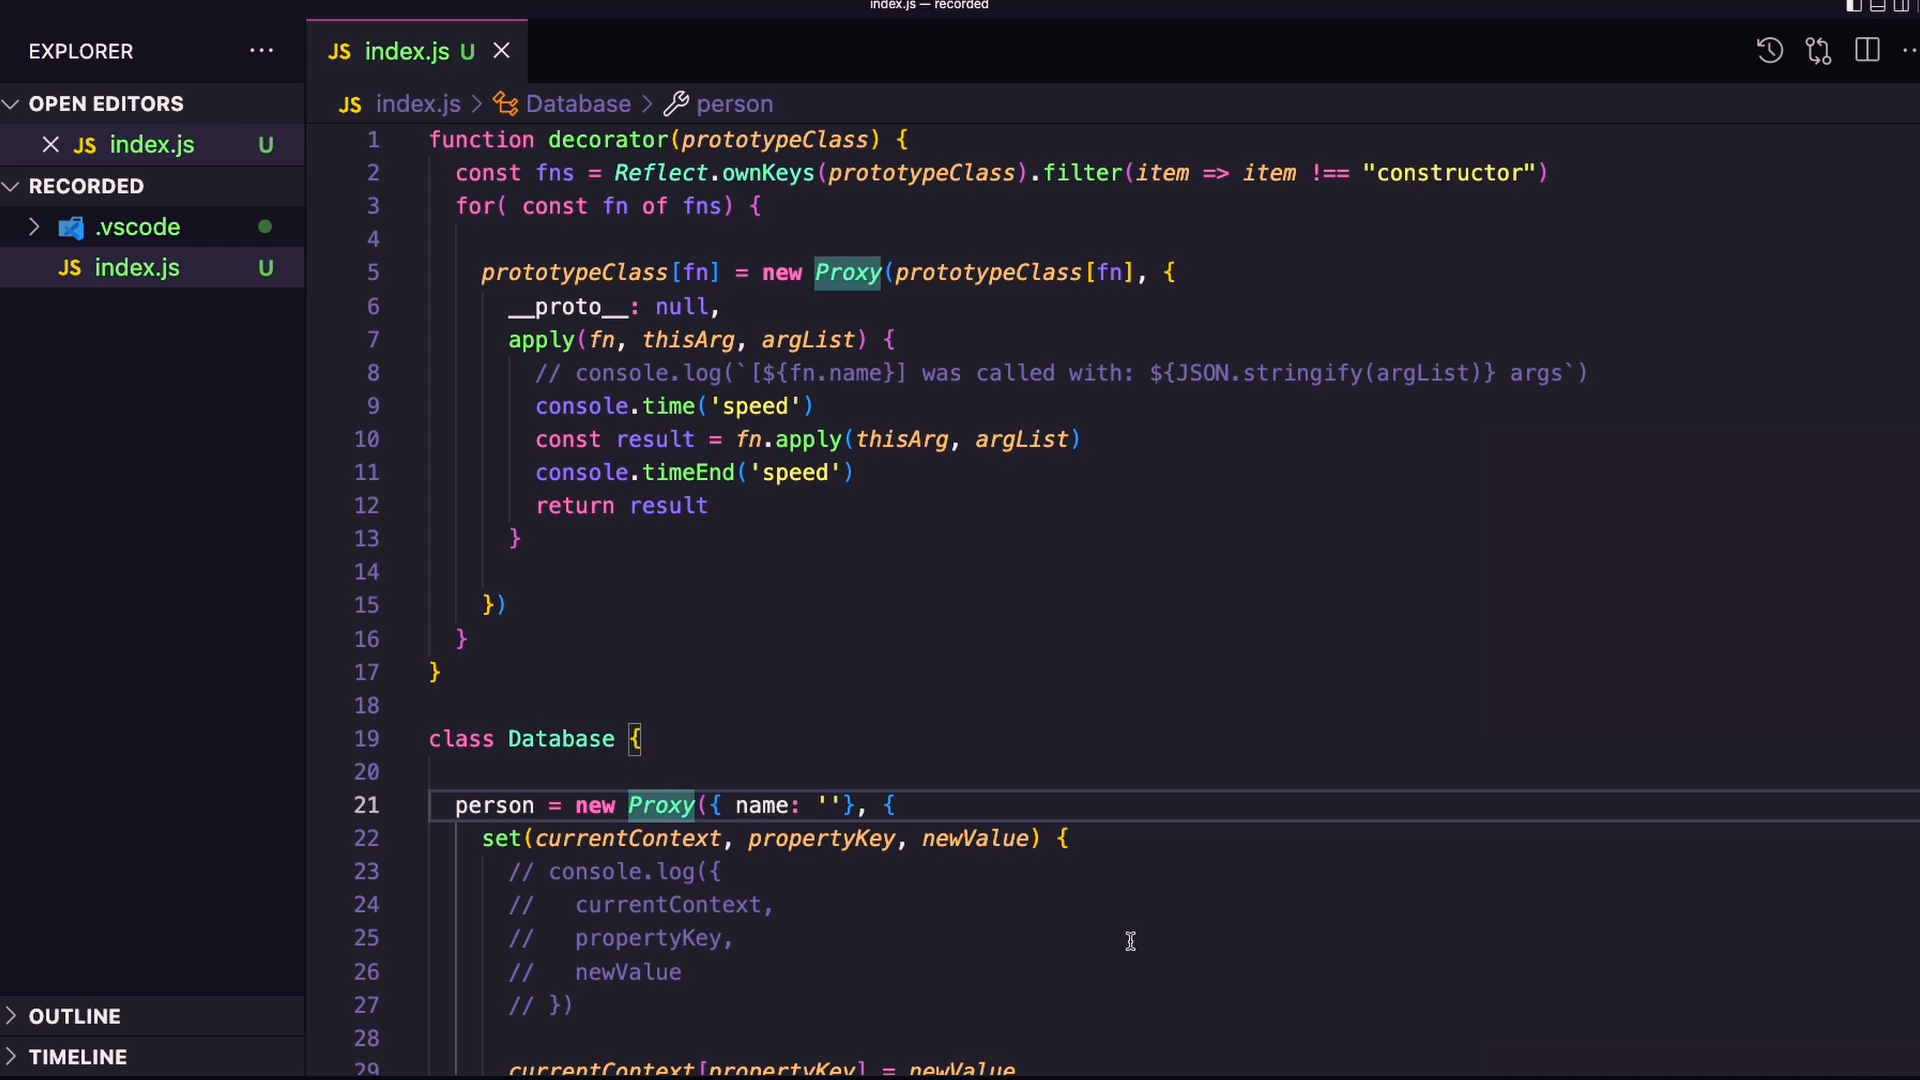 index.js — recorded
EXPLORER ...
JS index.js U
OPEN EDITORS
JS index.js U
RECORDED
.vscode
JS index.js U
OUTLINE
TIMELINE
JS index.js > Database > person
1 function decorator(prototypeClass) {
2 const fns = Reflect.ownKeys(prototypeClass).filter(item => item !== "constructor")
3 for( const fn of fns) {
4
5 prototypeClass[fn] = new Proxy(prototypeClass[fn], {
6 __proto__: null,
7 apply(fn, thisArg, argList) {
8 // console.log(`[${fn.name}] was called with: ${JSON.stringify(argList)} args`)
9 console.time('speed')
10 const result = fn.apply(thisArg, argList)
11 console.timeEnd('speed')
12 return result
13 }
14
15 })
16 }
17 }
18
19 class Database {
20
21 person = new Proxy({ name: ''}, {
22 set(currentContext, propertyKey, newValue) {
23 // console.log({
24 // currentContext,
25 // propertyKey,
26 // newValue
27 // })
28
29 currentContext[propertyKey] = newValue